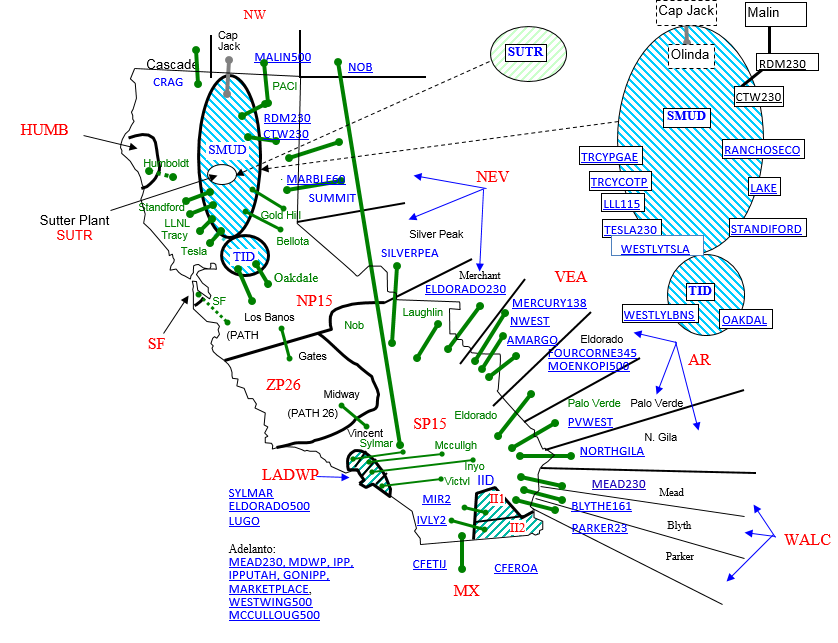 NW
Cap Jack
Malin
Cap
Jack
Olinda
Cascade
MALIN500
NOB
SUTR
RDM230
CRAG
PACI
CTW230
RDM230
SMUD
HUMB
CTW230
SMUD
RANCHOSECO
TRCYPGAE
Humboldt
MARBLE60
NEV
TRCYCOTP
LAKE
SUMMIT
LLL115
Standford
Gold Hill
Sutter Plant
SUTR
LLNL
Tracy
Silver Peak
TESLA230
STANDIFORD
Tesla
Bellota
SILVERPEA
WESTLYTSLA
TID
Oakdale
Merchant
ELDORADO230
VEA
TID
SF
NP15
MERCURY138
WESTLYLBNS
OAKDAL
Los Banos
Laughlin
NWEST
(PATH
Nob
SF
AMARGO
Eldorado
Gates
FOURCORNE345
MOENKOPI500
AR
ZP26
Midway
(PATH 26)
Eldorado
Palo Verde
Palo Verde
SP15
PVWEST
Vincent
Sylmar
N. Gila
Mccullgh
NORTHGILA
Inyo
LADWP
Victvl
IID
MEAD230
SYLMAR
ELDORADO500
LUGO
MIR2
II1
Mead
BLYTHE161
IVLY2
II2
PARKER23
Blyth
WALC
Adelanto:
MEAD230, MDWP, IPP,
IPPUTAH, GONIPP,
MARKETPLACE,
WESTWING500
MCCULLOUG500
Parker
CFETIJ
CFEROA
MX